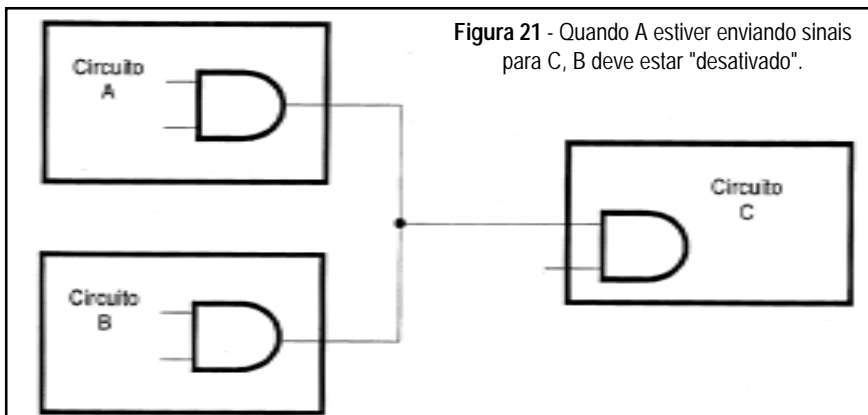 Figura 21 - Quando A estiver enviando sinais
para C, B deve estar "desativado".
Circuito
A
Circuito
B
Circuito
C